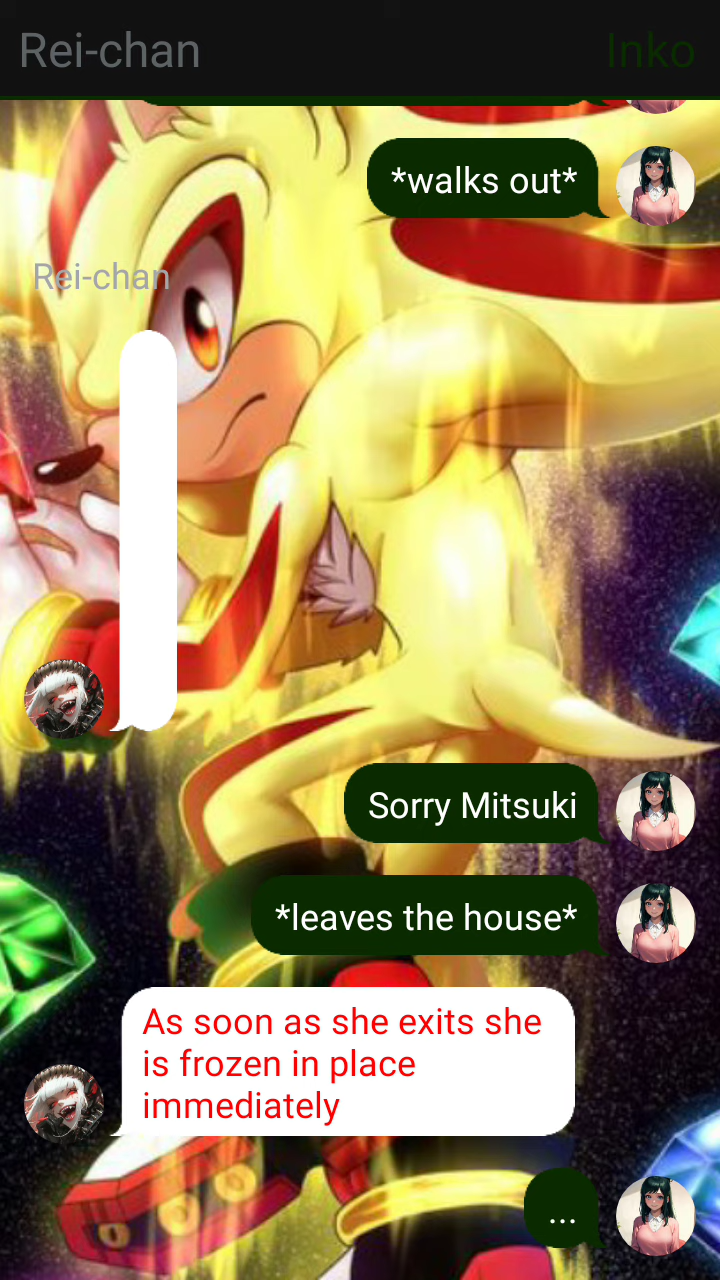 Rei-chan
Inko
*walks out*
Rei-chan
Sorry Mitsuki
*leaves the house*
As soon as she exits she
is frozen in place
immediately
...